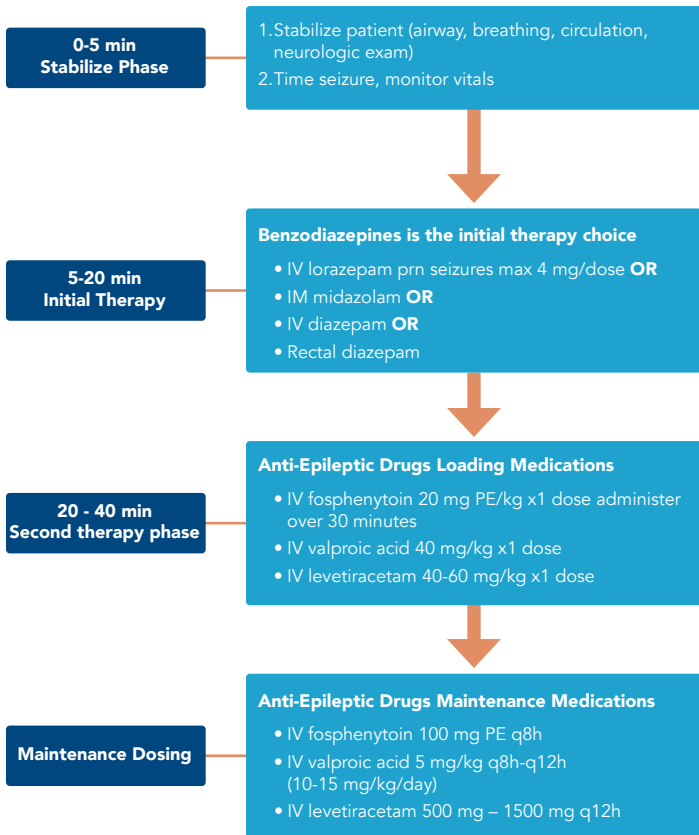 0-5 min
Stabilize Phase
1.Stabilize patient (airway, breathing, circulation,
neurologic exam)
2.Time seizure, monitor vitals
5-20 min
Initial Therapy
Benzodiazepines is the initial therapy choice
• IV lorazepam prn seizures max 4 mg/dose OR
• IM midazolam OR
• IV diazepam OR
• Rectal diazepam
20 - 40 min
Second therapy phase
Anti-Epileptic Drugs Loading Medications
• IV fosphenytoin 20 mg PE/kg x1 dose administer
over 30 minutes
• IV valproic acid 40 mg/kg x1 dose
• IV levetiracetam 40-60 mg/kg x1 dose
Maintenance Dosing
Anti-Epileptic Drugs Maintenance Medications
• IV fosphenytoin 100 mg PE q8h
• IV valproic acid 5 mg/kg q8h-q12h
(10-15 mg/kg/day)
• IV levetiracetam 500 mg – 1500 mg q12h